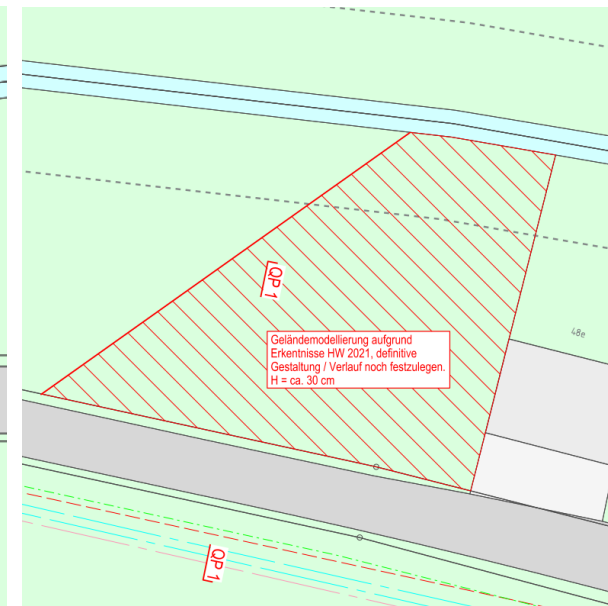 QP 1
Geländemodellierung aufgrund
Erkentnisse HW 2021, definitive
Gestaltung / Verlauf noch festzulegen.
H = ca. 30 cm
48e
QP 1